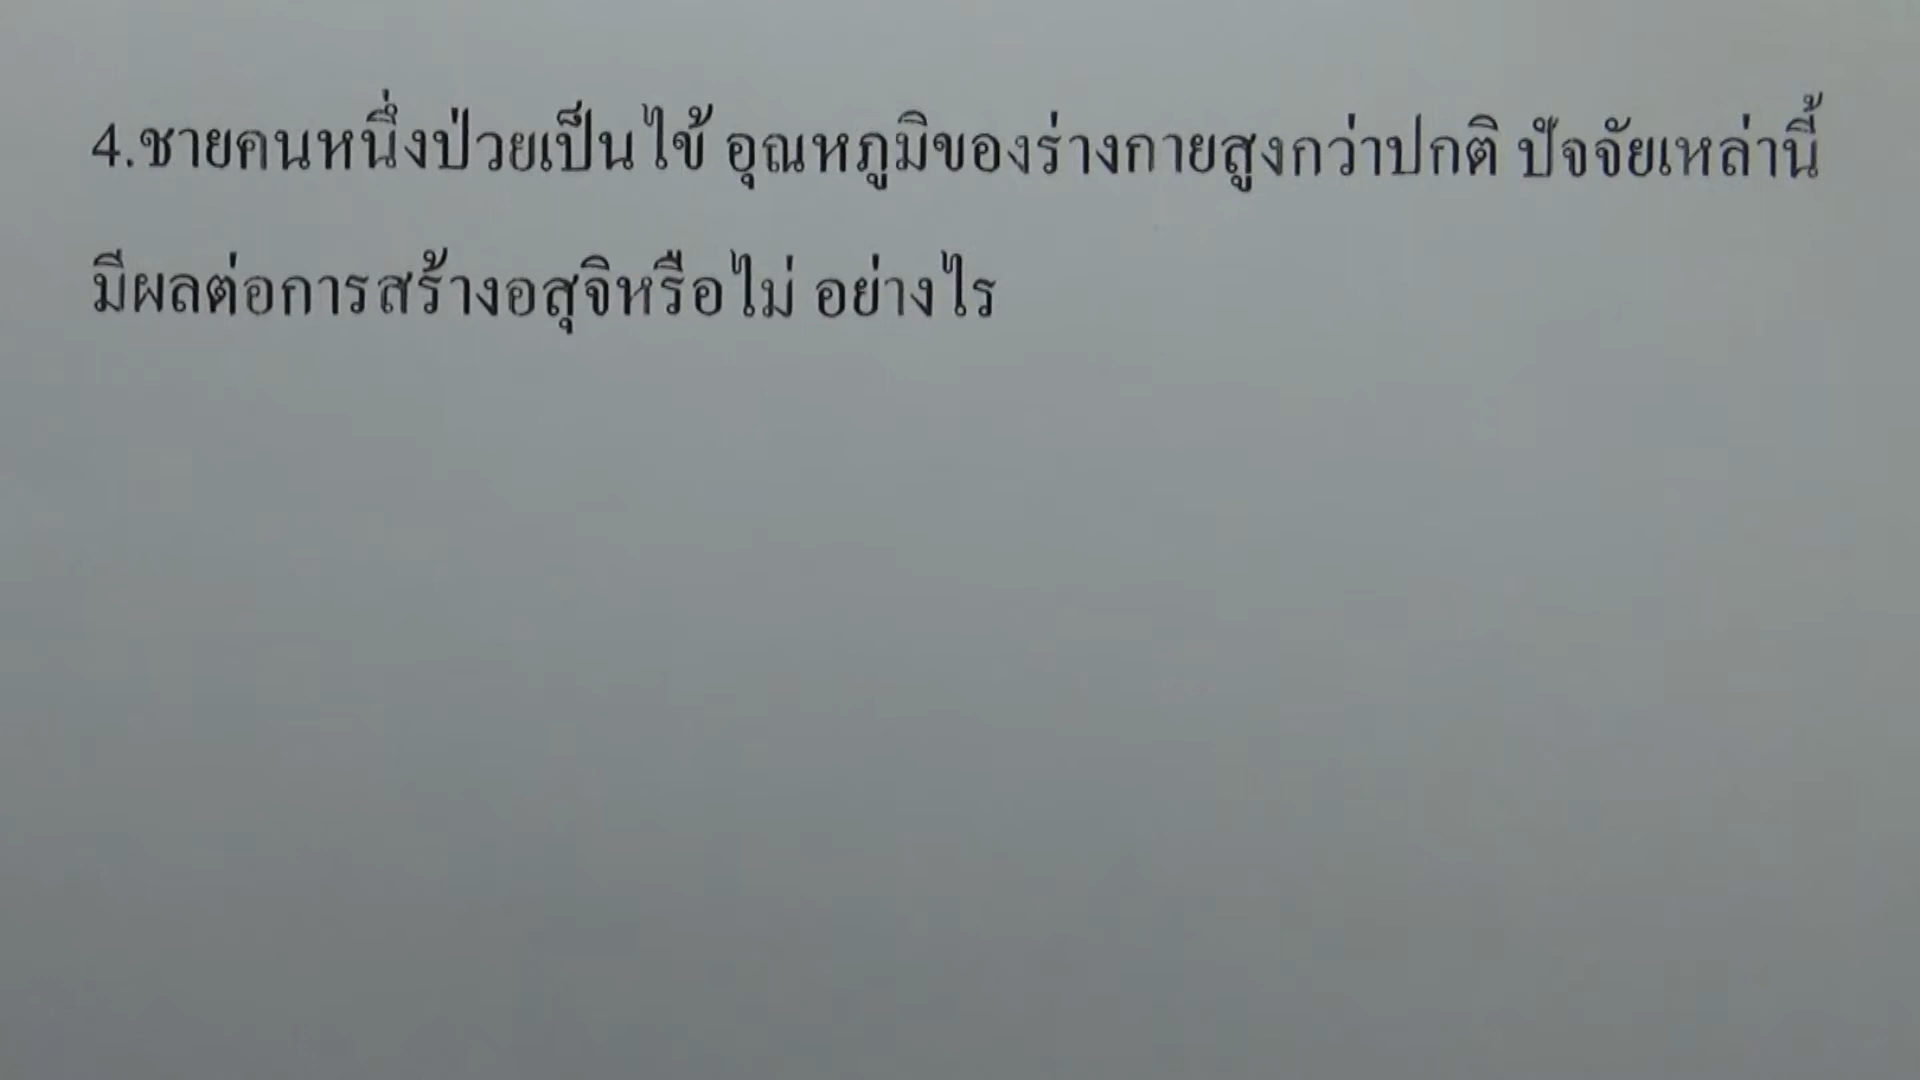 4.ชายคนหนึ่งป่วยเป็นไข้ อุณหภูมิของร่างกายสูงกว่าปกติ ปัจจัยเหล่านี้
มีผลต่อการสร้างอสุจิหรือไม่ อย่างไร